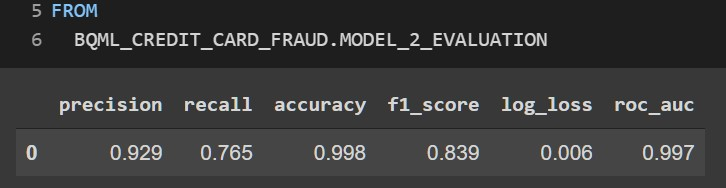 5 FROM
6 BQML_CREDIT_CARD_FRAUD.MODEL_2_EVALUATION
precision recall accuracy f1_score log_loss roc_auc
0 0.929 0.765 0.998 0.839 0.006 0.997